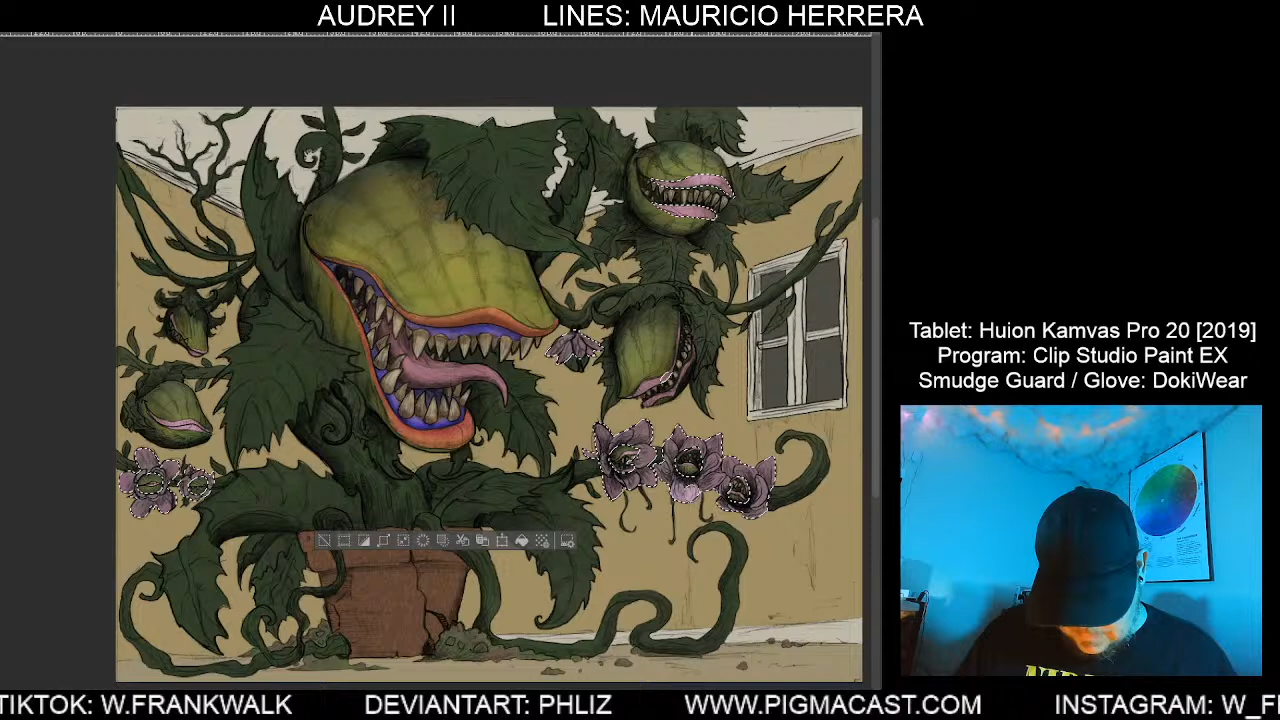 AUDREY II LINES: MAURICIO HERRERA
Tablet: Huion Kamvas Pro 20 [2019]
Program: Clip Studio Paint EX
Smudge Guard / Glove: DokiWear
TIKTOK: W.FRANKWALK DEVIANTART: PHLIZ WWW.PIGMACAST.COM INSTAGRAM: W_F